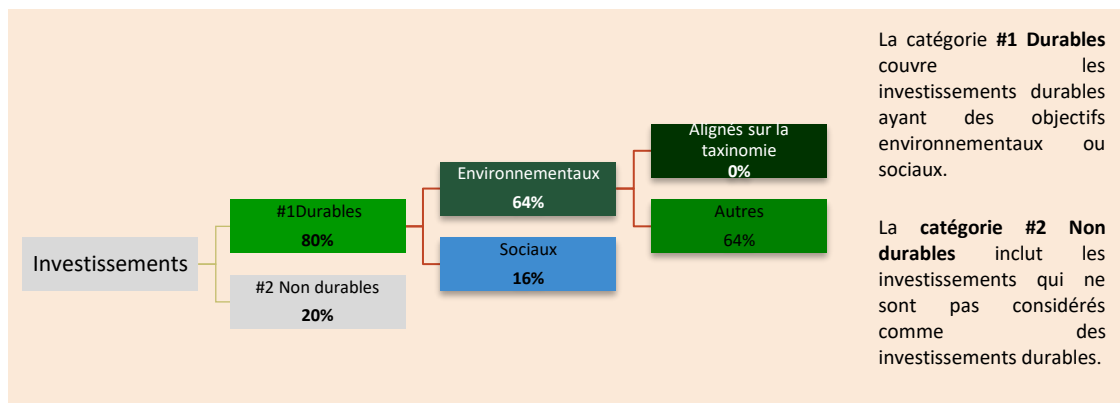 Investissements
#1Durables
80%
#2 Non durables
20%
Environnementaux
64%
Sociaux
16%
Alignés sur la
taxinomie
0%
Autres
64%
La catégorie #1 Durables
couvre les
investissements durables
ayant des objectifs
environnementaux ou
sociaux.
La catégorie #2 Non
durables inclut les
investissements qui ne
sont pas considérés
comme des
investissements durables.